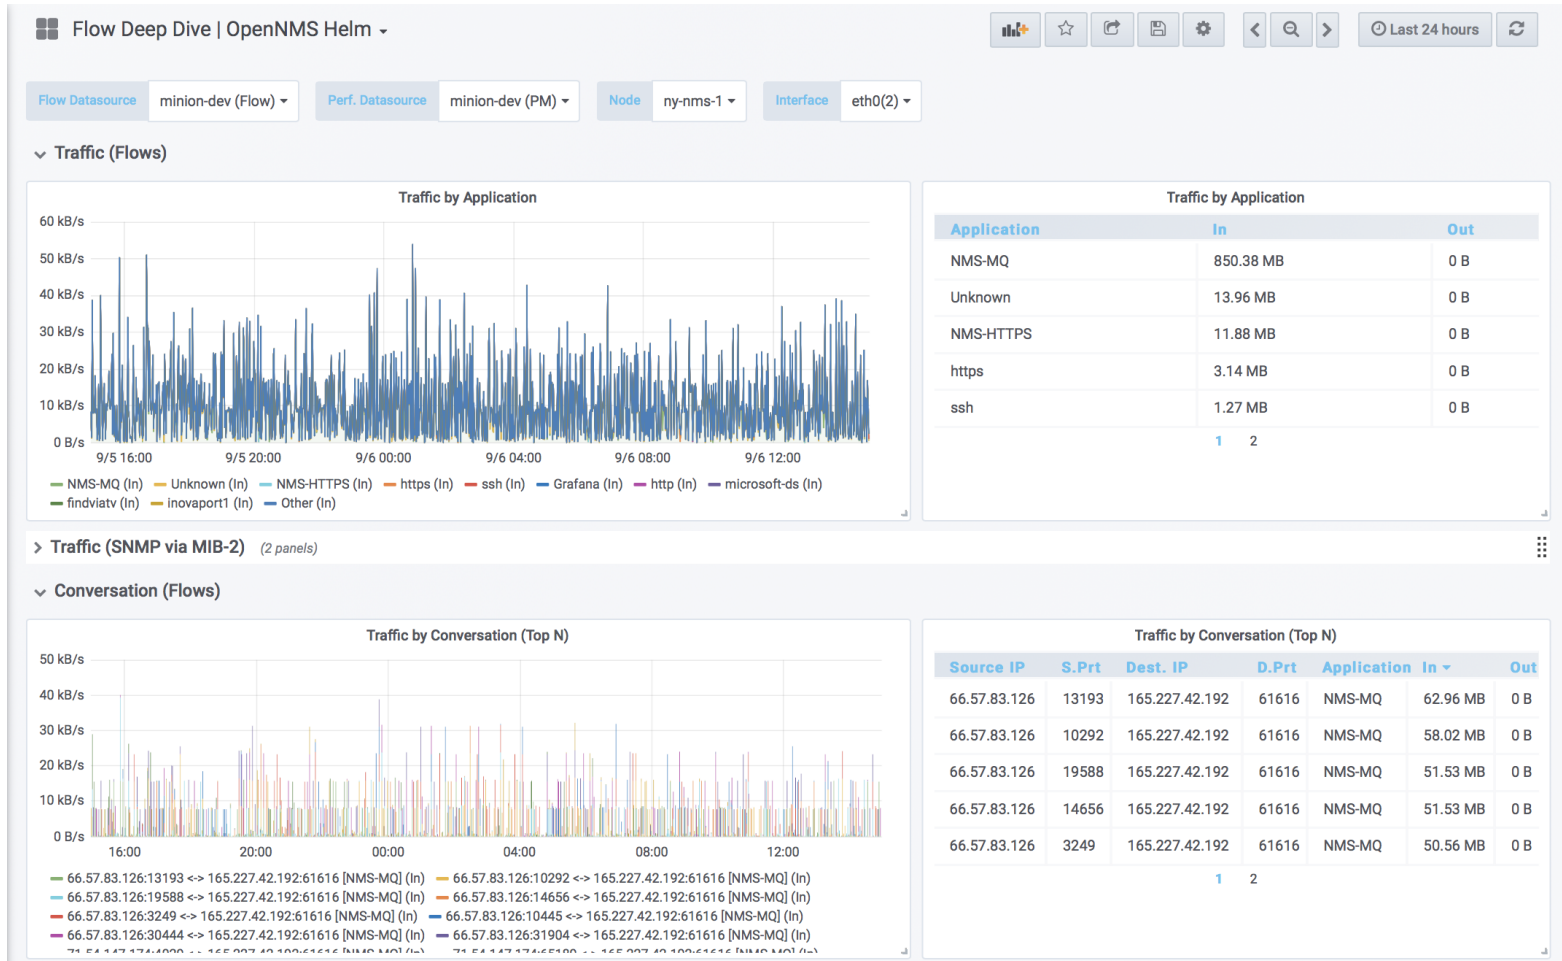 Flow Deep Dive | OpenNMS Helm
Last 24 hours
Flow Datasource minion-dev (Flow) Perf. Datasource minion-dev (PM) Node ny-nms-1 Interface eth0(2)
Traffic (Flows)
Traffic by Application
60 kB/s
50 kB/s
40 kB/s
30 kB/s
20 kB/s
10 kB/s
0 B/s
9/5 16:00 9/5 20:00 9/6 00:00 9/6 04:00 9/6 08:00 9/6 12:00
NMS-MQ (In) Unknown (In) NMS-HTTPS (In) https (In) ssh (In) Grafana (In) http (In) microsoft-ds (In)
findviatv (In) inovaport1 (In) Other (In)
Traffic by Application
Application In Out
NMS-MQ 850.38 MB 0 B
Unknown 13.96 MB 0 B
NMS-HTTPS 11.88 MB 0 B
https 3.14 MB 0 B
ssh 1.27 MB 0 B
1 2
Traffic (SNMP via MIB-2) (2 panels)
Conversation (Flows)
Traffic by Conversation (Top N)
50 kB/s
40 kB/s
30 kB/s
20 kB/s
10 kB/s
0 B/s
16:00 20:00 00:00 04:00 08:00 12:00
66.57.83.126:13193 <-> 165.227.42.192:61616 [NMS-MQ] (In) 66.57.83.126:10292 <-> 165.227.42.192:61616 [NMS-MQ] (In)
66.57.83.126:19588 <-> 165.227.42.192:61616 [NMS-MQ] (In) 66.57.83.126:14656 <-> 165.227.42.192:61616 [NMS-MQ] (In)
66.57.83.126:3249 <-> 165.227.42.192:61616 [NMS-MQ] (In) 66.57.83.126:10445 <-> 165.227.42.192:61616 [NMS-MQ] (In)
66.57.83.126:30444 <-> 165.227.42.192:61616 [NMS-MQ] (In) 66.57.83.126:31904 <-> 165.227.42.192:61616 [NMS-MQ] (In)
Traffic by Conversation (Top N)
Source IP S.Prt Dest. IP D.Prt Application In Out
66.57.83.126 13193 165.227.42.192 61616 NMS-MQ 62.96 MB 0 B
66.57.83.126 10292 165.227.42.192 61616 NMS-MQ 58.02 MB 0 B
66.57.83.126 19588 165.227.42.192 61616 NMS-MQ 51.53 MB 0 B
66.57.83.126 14656 165.227.42.192 61616 NMS-MQ 51.53 MB 0 B
66.57.83.126 3249 165.227.42.192 61616 NMS-MQ 50.56 MB 0 B
1 2